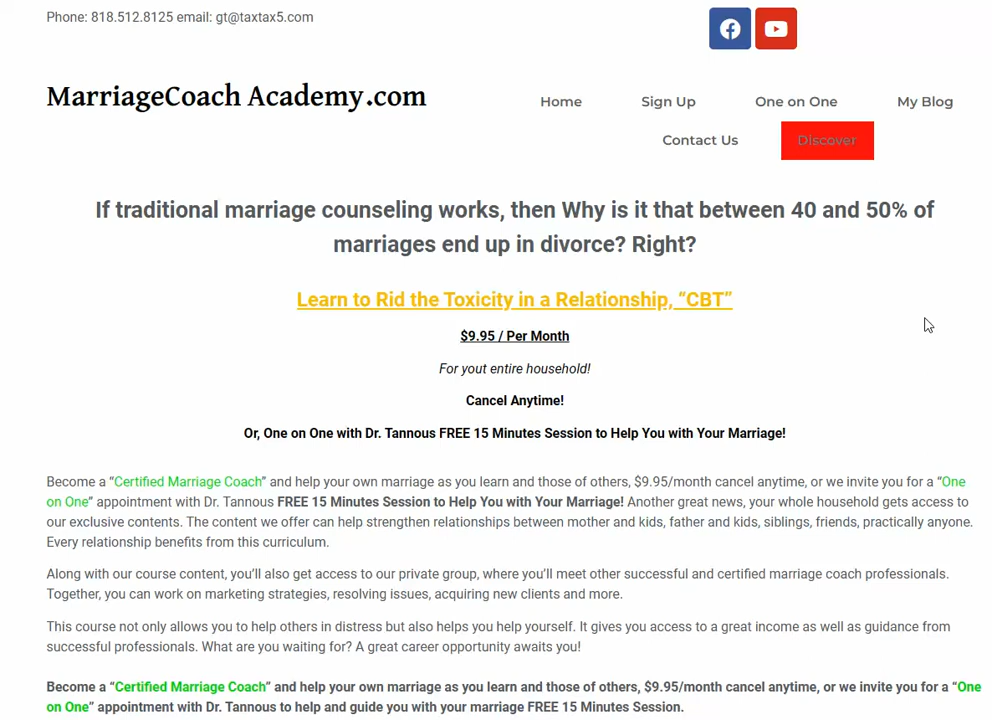 Phone: 818.512.8125 email: gt@taxtax5.com
MarriageCoach Academy.com
Home Sign Up One on One My Blog
Contact Us Discover
If traditional marriage counseling works, then Why is it that between 40 and 50% of
marriages end up in divorce? Right?
Learn to Rid the Toxicity in a Relationship, “CBT”
$9.95 / Per Month
For yout entire household!
Cancel Anytime!
Or, One on One with Dr. Tannous FREE 15 Minutes Session to Help You with Your Marriage!
Become a “Certified Marriage Coach” and help your own marriage as you learn and those of others, $9.95/month cancel anytime, or we invite you for a “One
on One” appointment with Dr. Tannous FREE 15 Minutes Session to Help You with Your Marriage! Another great news, your whole household gets access to
our exclusive contents. The content we offer can help strengthen relationships between mother and kids, father and kids, siblings, friends, practically anyone.
Every relationship benefits from this curriculum.
Along with our course content, you’ll also get access to our private group, where you’ll meet other successful and certified marriage coach professionals.
Together, you can work on marketing strategies, resolving issues, acquiring new clients and more.
This course not only allows you to help others in distress but also helps you help yourself. It gives you access to a great income as well as guidance from
successful professionals. What are you waiting for? A great career opportunity awaits you!
Become a “Certified Marriage Coach” and help your own marriage as you learn and those of others, $9.95/month cancel anytime, or we invite you for a “One
on One” appointment with Dr. Tannous to help and guide you with your marriage FREE 15 Minutes Session.